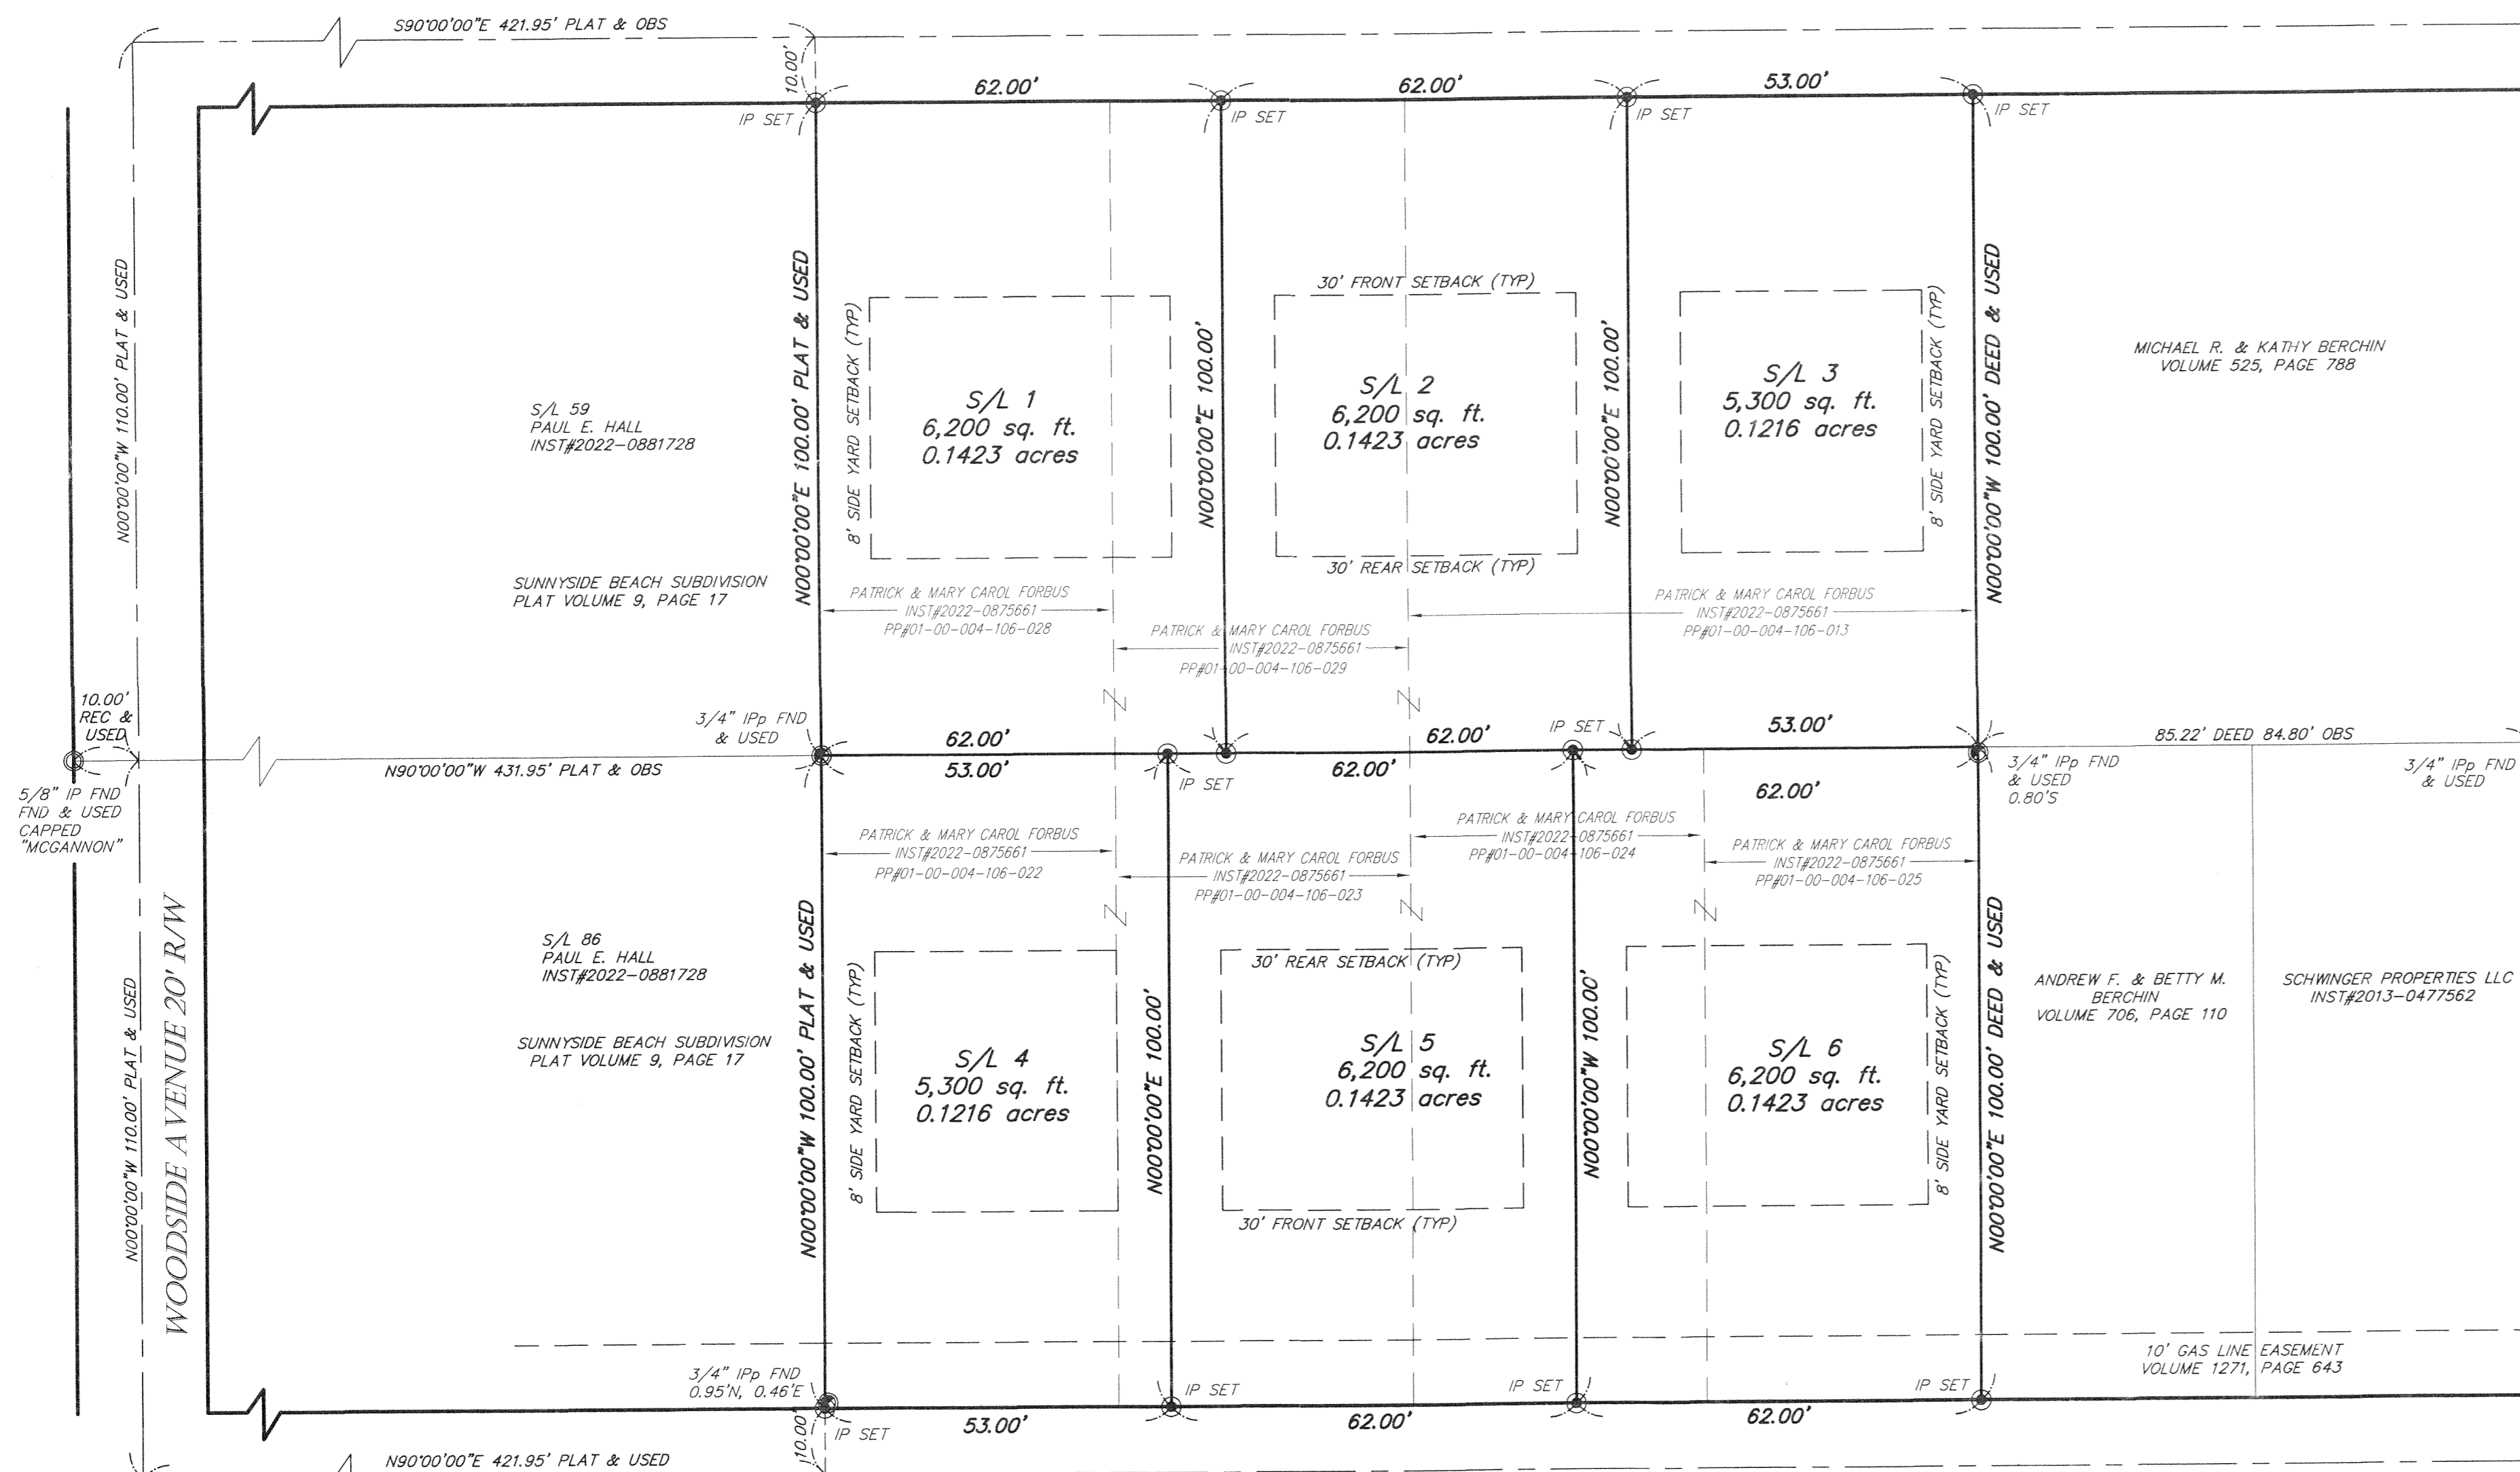 S90°00'00"E 421.95' PLAT & OBS
10.00'
62.00'
62.00'
53.00'
IP SET
IP SET
IP SET
IP SET
N00°00'00"W 110.00' PLAT & USED
N00°00'00"E 100.00' PLAT & USED
8' SIDE YARD SETBACK (TYP)
S/L 1
6,200 sq. ft.
0.1423 acres
N00°00'00"E 100.00'
30' FRONT SETBACK (TYP)
S/L 2
6,200 sq. ft.
0.1423 acres
30' REAR SETBACK (TYP)
N00°00'00"E 100.00'
S/L 3
5,300 sq. ft.
0.1216 acres
8' SIDE YARD SETBACK (TYP)
N00°00'00"W 100.00' DEED & USED
MICHAEL R. & KATHY BERCHIN
VOLUME 525, PAGE 788
S/L 59
PAUL E. HALL
INST#2022-0881728
SUNNYSIDE BEACH SUBDIVISION
PLAT VOLUME 9, PAGE 17
PATRICK & MARY CAROL FORBUS
INST#2022-0875661
PP#01-00-004-106-028
PATRICK & MARY CAROL FORBUS
INST#2022-0875661
PP#01-00-004-106-029
PATRICK & MARY CAROL FORBUS
INST#2022-0875661
PP#01-00-004-106-013
10.00'
REC &
USED
3/4" IPp FND
& USED
62.00'
53.00'
IP SET
62.00'
62.00'
IP SET
53.00'
62.00'
85.22' DEED 84.80' OBS
3/4" IPp FND
& USED
0.80'S
3/4" IPp FND
& USED
N90°00'00"W 431.95' PLAT & OBS
5/8" IP FND
FND & USED
CAPPED
"MCGANNON"
PATRICK & MARY CAROL FORBUS
INST#2022-0875661
PP#01-00-004-106-022
PATRICK & MARY CAROL FORBUS
INST#2022-0875661
PP#01-00-004-106-023
PATRICK & MARY CAROL FORBUS
INST#2022-0875661
PP#01-00-004-106-024
PATRICK & MARY CAROL FORBUS
INST#2022-0875661
PP#01-00-004-106-025
WOODSIDE AVENUE 20' R/W
N00°00'00"W 110.00' PLAT & USED
S/L 86
PAUL E. HALL
INST#2022-0881728
SUNNYSIDE BEACH SUBDIVISION
PLAT VOLUME 9, PAGE 17
N00°00'00"W 100.00' PLAT & USED
8' SIDE YARD SETBACK (TYP)
S/L 4
5,300 sq. ft.
0.1216 acres
N00°00'00"E 100.00'
30' REAR SETBACK (TYP)
S/L 5
6,200 sq. ft.
0.1423 acres
30' FRONT SETBACK (TYP)
N00°00'00"W 100.00'
S/L 6
6,200 sq. ft.
0.1423 acres
8' SIDE YARD SETBACK (TYP)
N00°00'00"E 100.00' DEED & USED
ANDREW F. & BETTY M.
BERCHIN
VOLUME 706, PAGE 110
SCHWINGER PROPERTIES LLC
INST#2013-0477562
10' GAS LINE EASEMENT
VOLUME 1271, PAGE 643
3/4" IPp FND
0.95'N, 0.46'E
10.00'
IP SET
IP SET
IP SET
IP SET
53.00'
62.00'
62.00'
N90°00'00"E 421.95' PLAT & USED